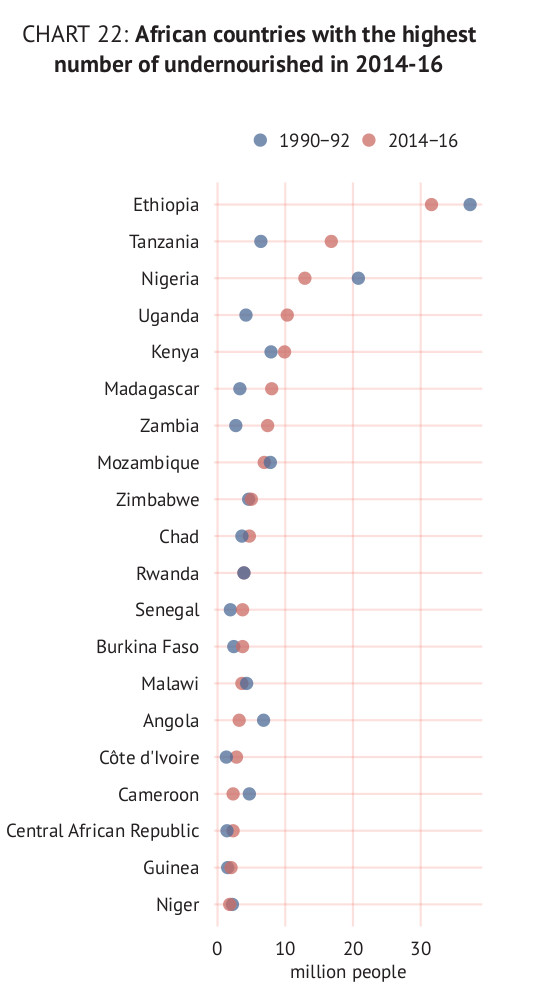 CHART 22: African countries with the highest
number of undernourished in 2014-16
1990–92 2014–16
Ethiopia
Tanzania
Nigeria
Uganda
Kenya
Madagascar
Zambia
Mozambique
Zimbabwe
Chad
Rwanda
Senegal
Burkina Faso
Malawi
Angola
Côte d'Ivoire
Cameroon
Central African Republic
Guinea
Niger
0 10 20 30
million people